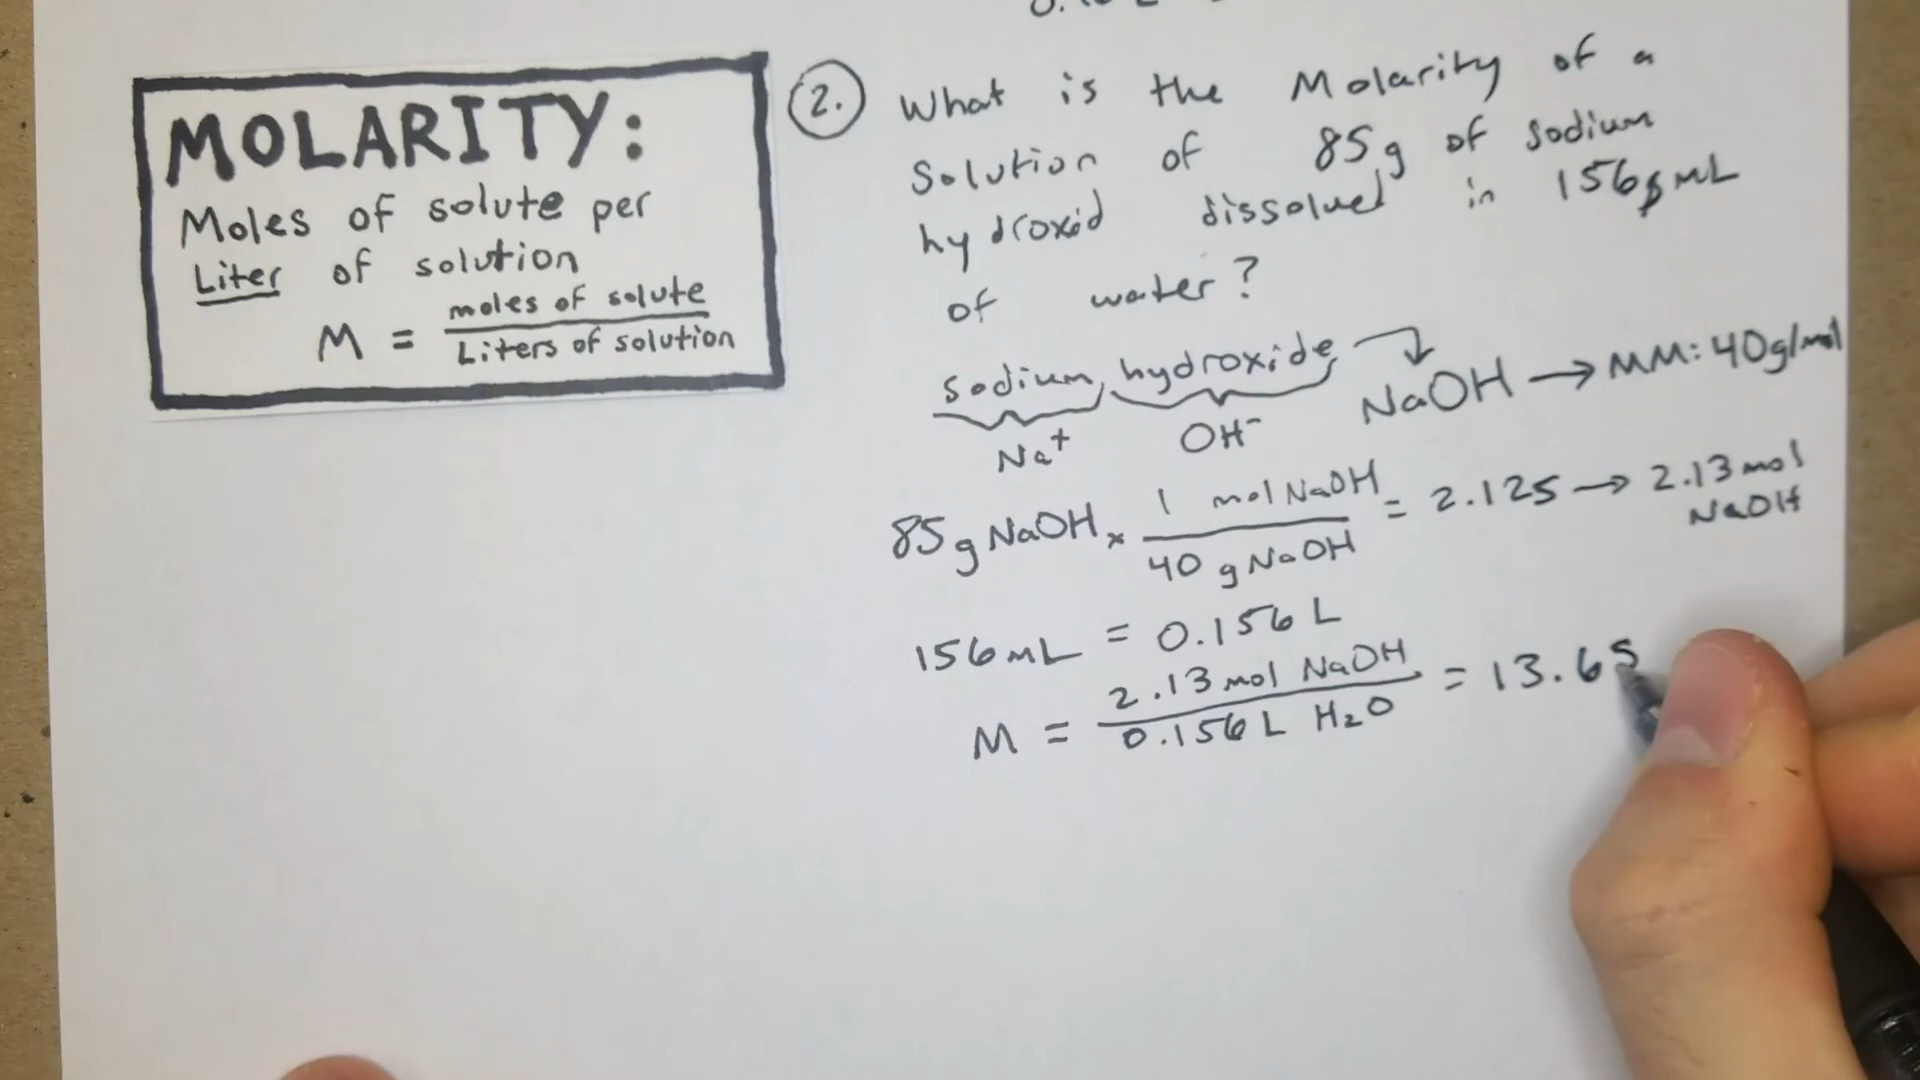 MOLARITY:
Moles of solute per
Liter of solution
M = moles of solute
Liters of solution
2. What is the Molarity of a
Solution of 85g of sodium
hydroxid dissolved in 156 mL
of water?
sodium hydroxide → NaOH → MM: 40g/mol
Na⁺ OH⁻
85g NaOH × 1 mol NaOH = 2.125 → 2.13 mol
40 g NaOH NaOH
156mL = 0.156 L
M = 2.13 mol NaOH = 13.65
0.156 L H₂O